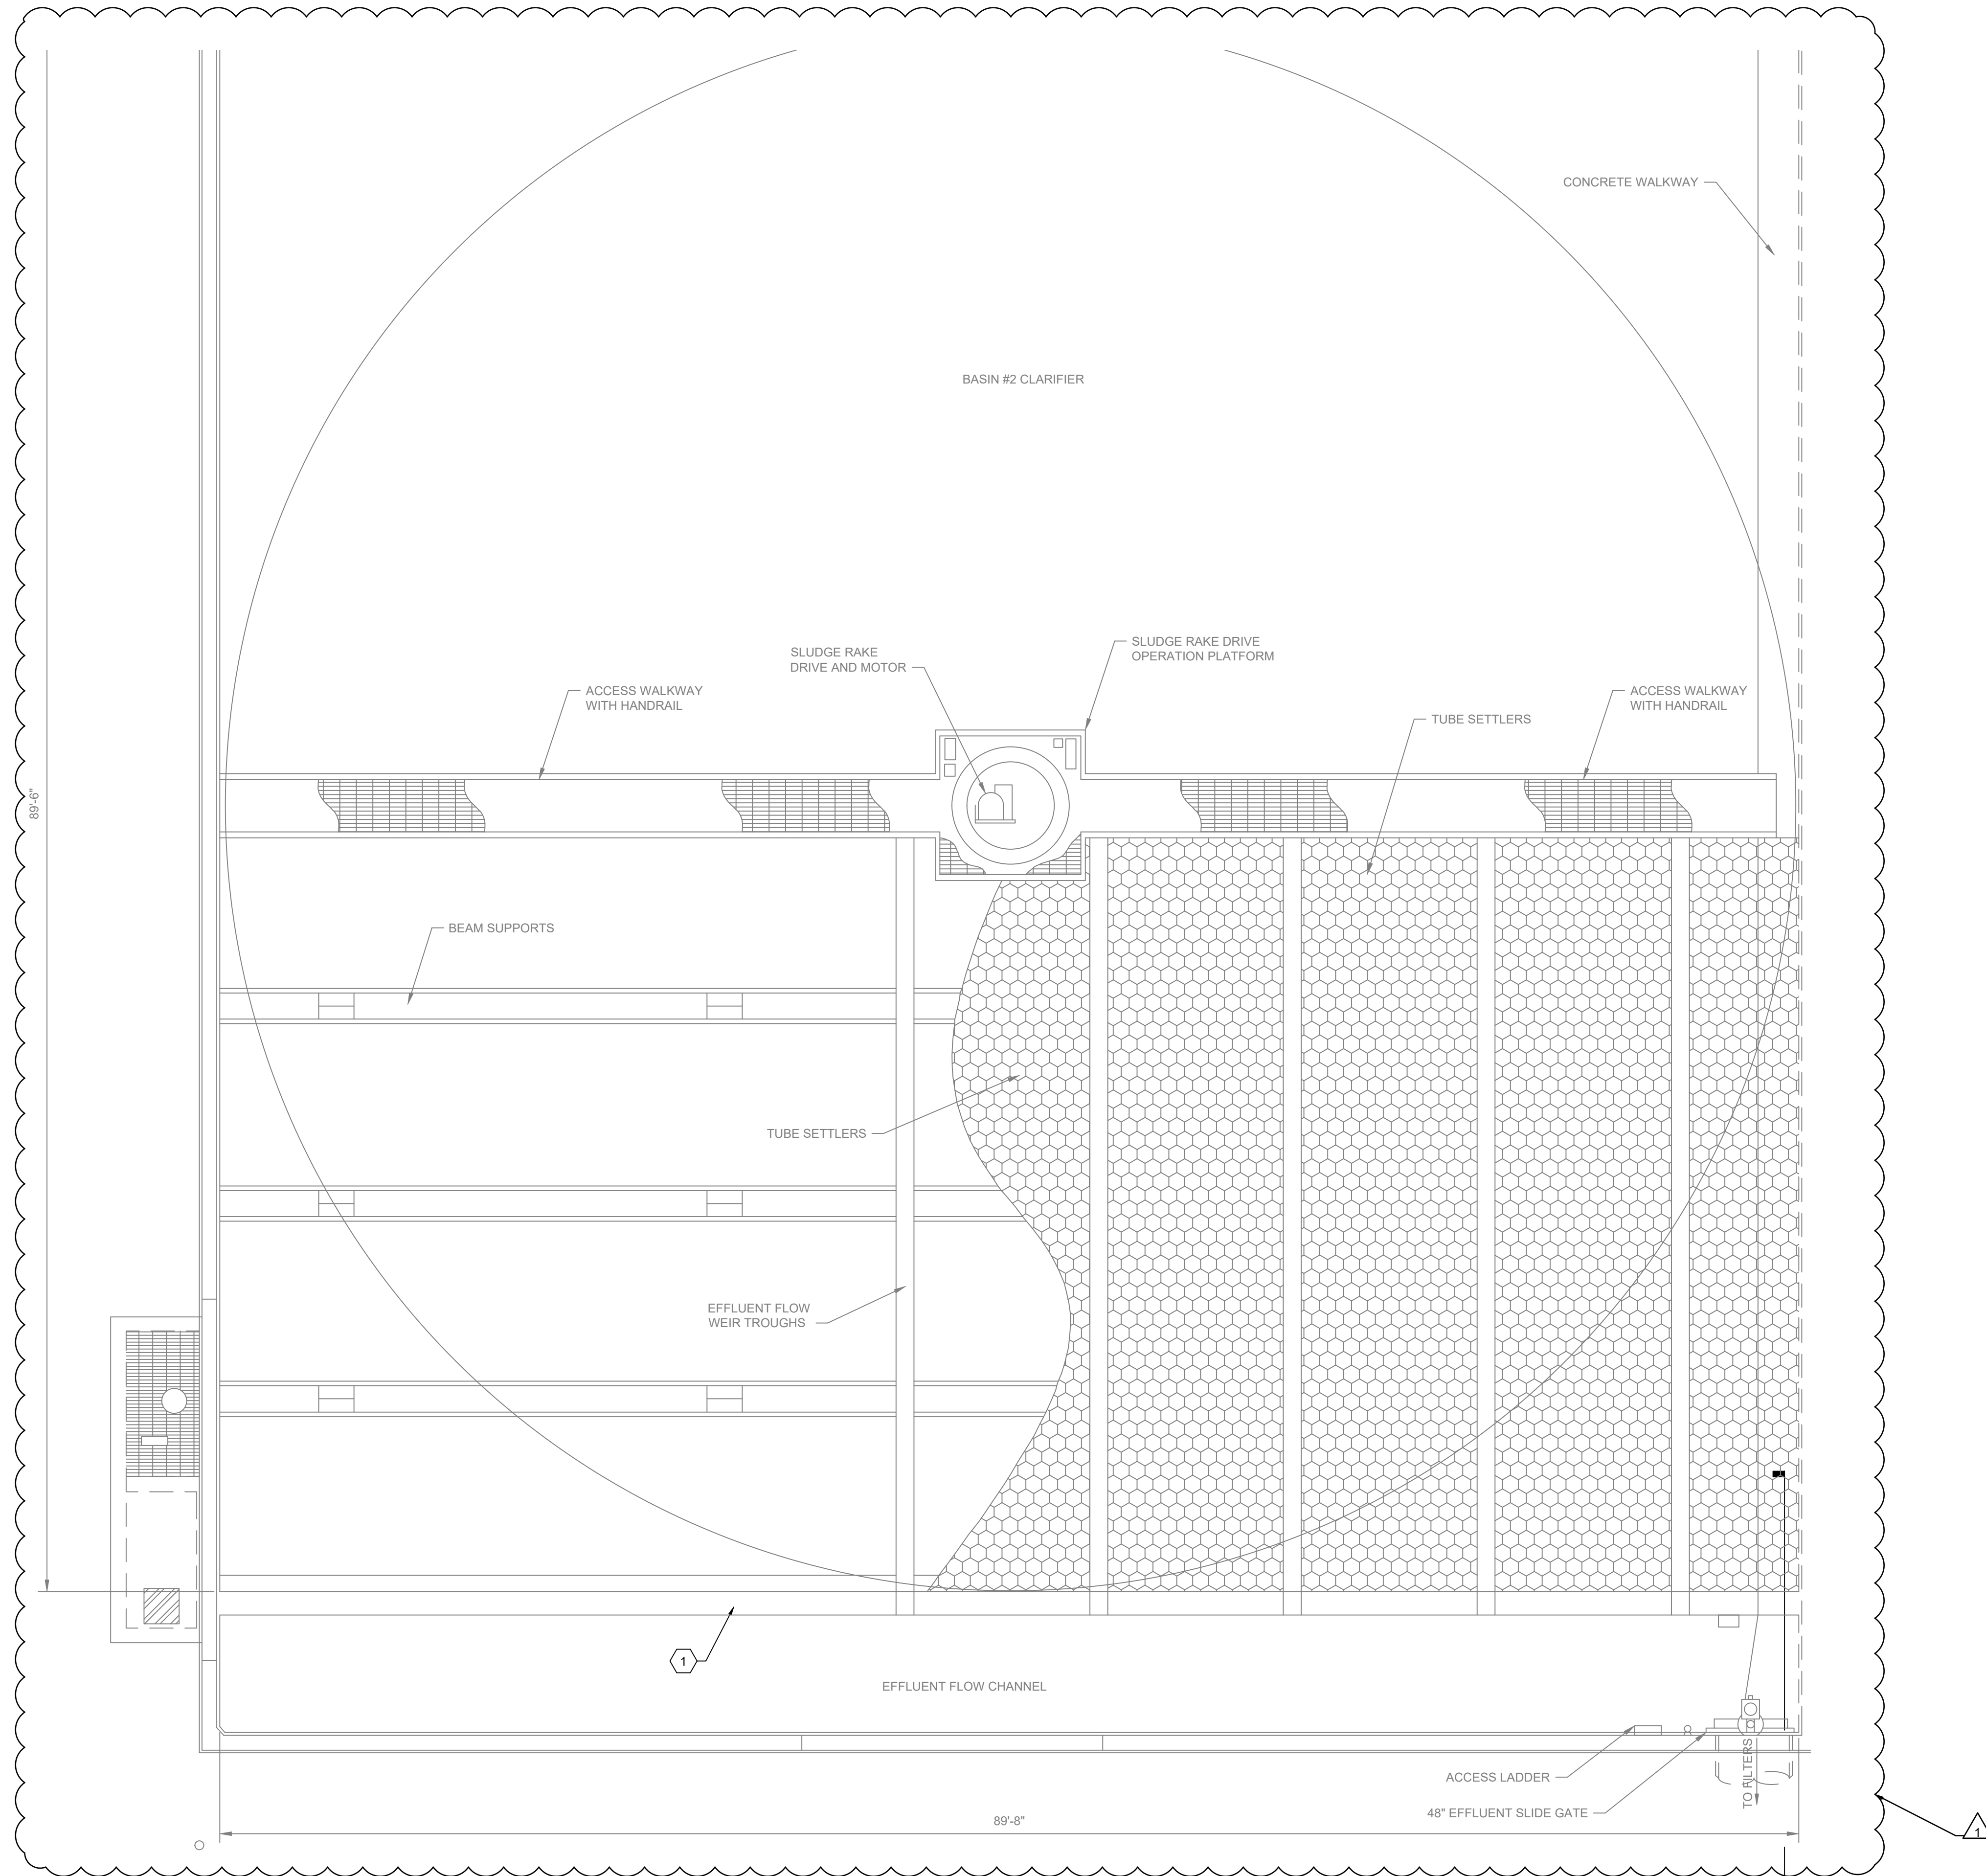 CONCRETE WALKWAY
BASIN #2 CLARIFIER
SLUDGE RAKE
DRIVE AND MOTOR
SLUDGE RAKE DRIVE
OPERATION PLATFORM
ACCESS WALKWAY
WITH HANDRAIL
ACCESS WALKWAY
WITH HANDRAIL
TUBE SETTLERS
89'-6"
BEAM SUPPORTS
TUBE SETTLERS
EFFLUENT FLOW
WEIR TROUGHS
1
EFFLUENT FLOW CHANNEL
TO FILTERS
ACCESS LADDER
48" EFFLUENT SLIDE GATE
89'-8"
1